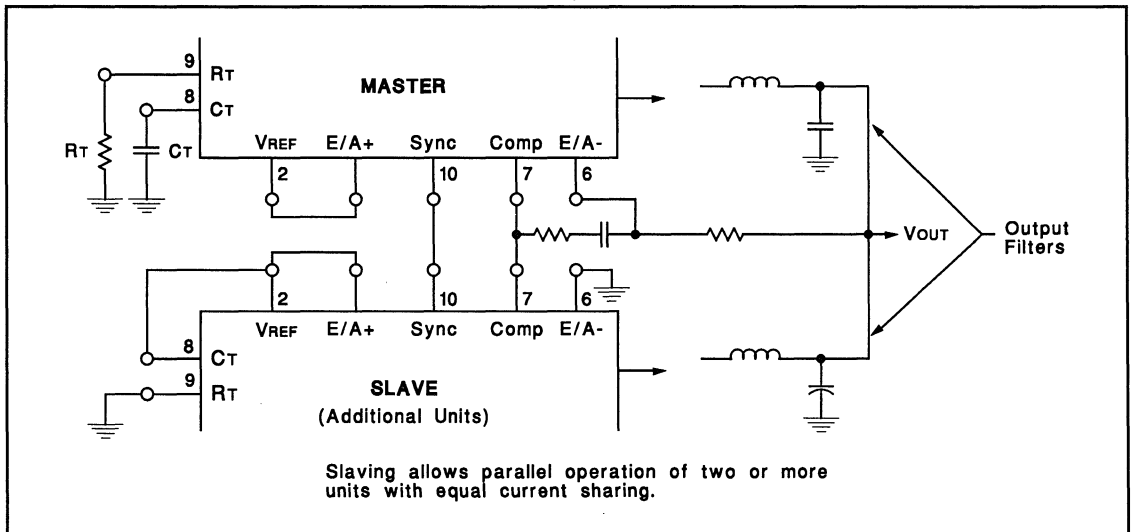 9
RT
MASTER
8
CT
RT
CT
VREF E/A+ Sync Comp E/A-
2 10 7 6
VOUT
Output
Filters
2 10 7 6
VREF E/A+ Sync Comp E/A-
8
CT
9
RT
SLAVE
(Additional Units)
Slaving allows parallel operation of two or more
units with equal current sharing.